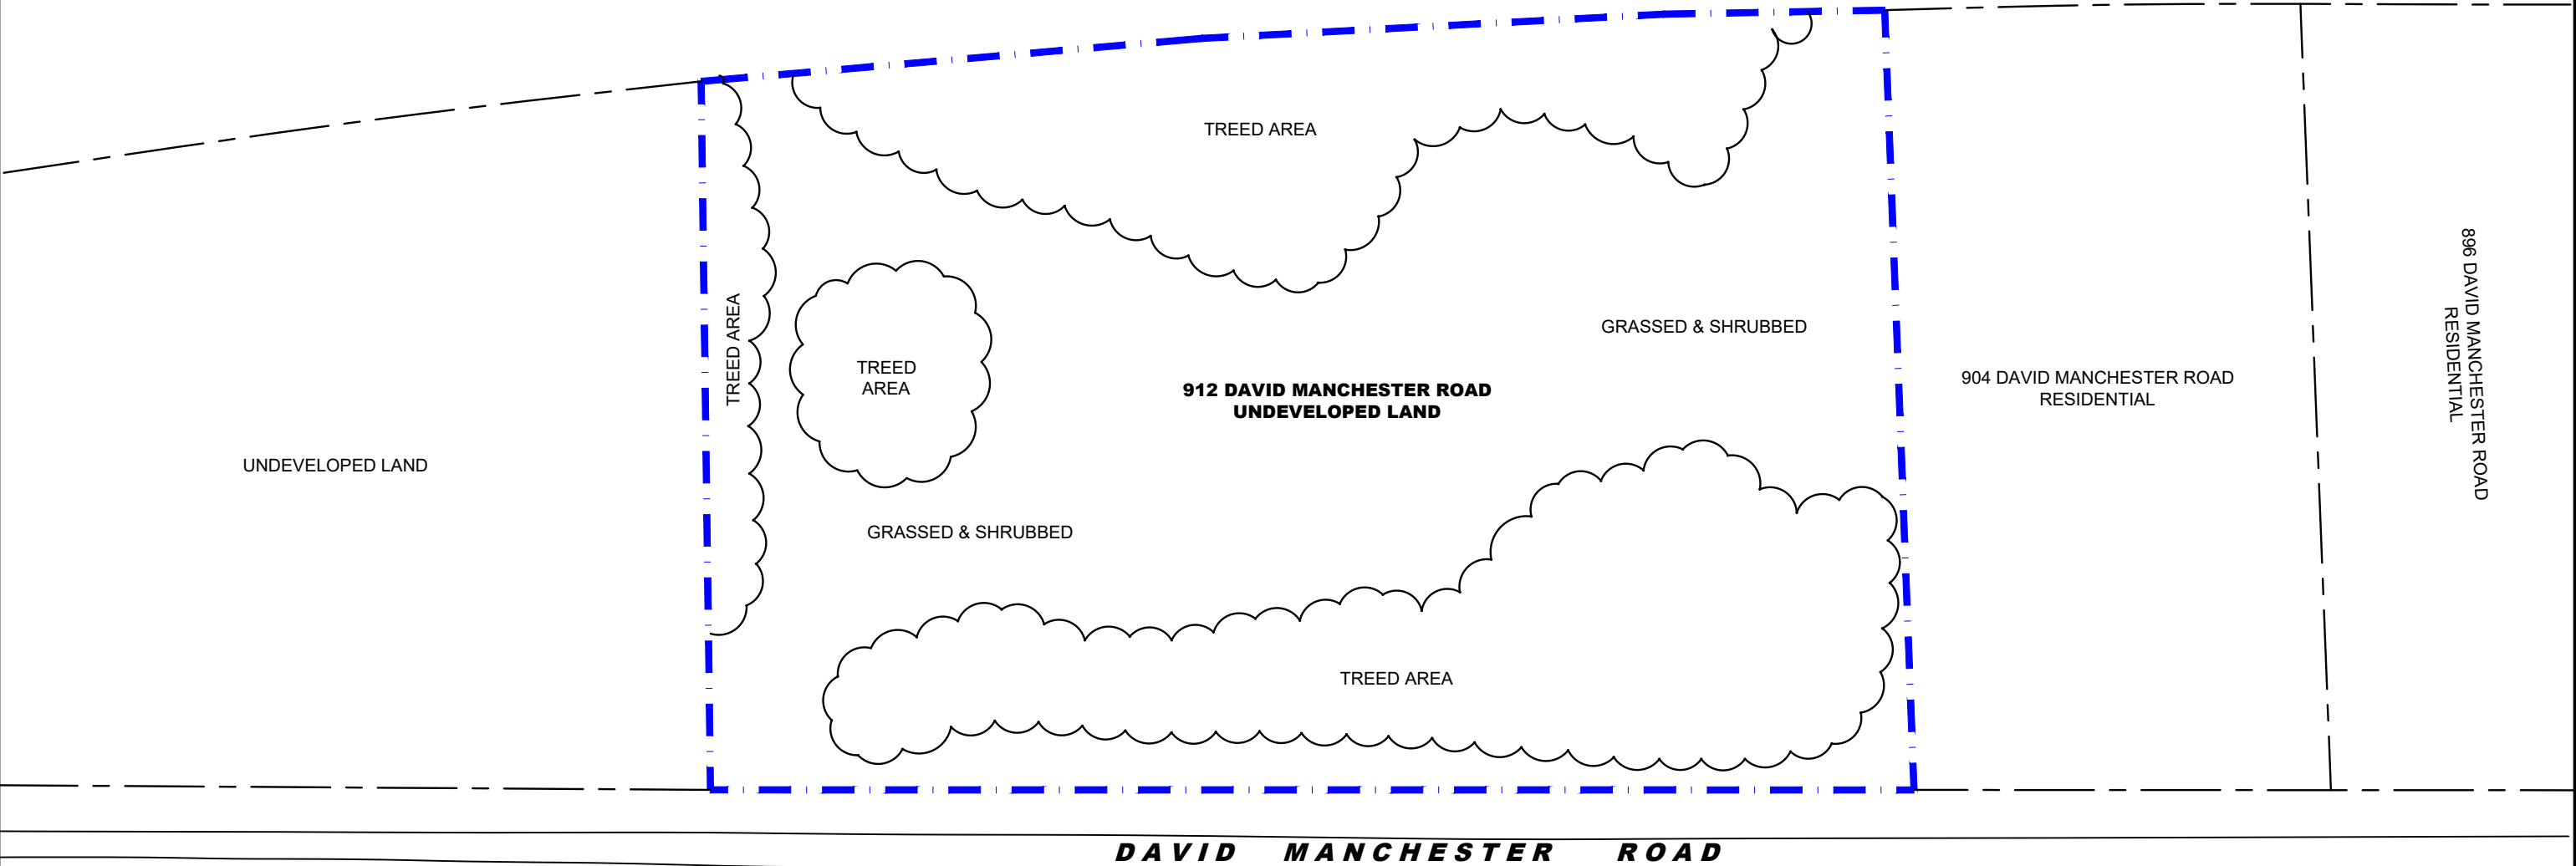 TREED AREA
896 DAVID MANCHESTER ROAD
RESIDENTIAL
TREED AREA
GRASSED & SHRUBBED
TREED
AREA
912 DAVID MANCHESTER ROAD
UNDEVELOPED LAND
904 DAVID MANCHESTER ROAD
RESIDENTIAL
UNDEVELOPED LAND
GRASSED & SHRUBBED
TREED AREA
DAVID MANCHESTER ROAD